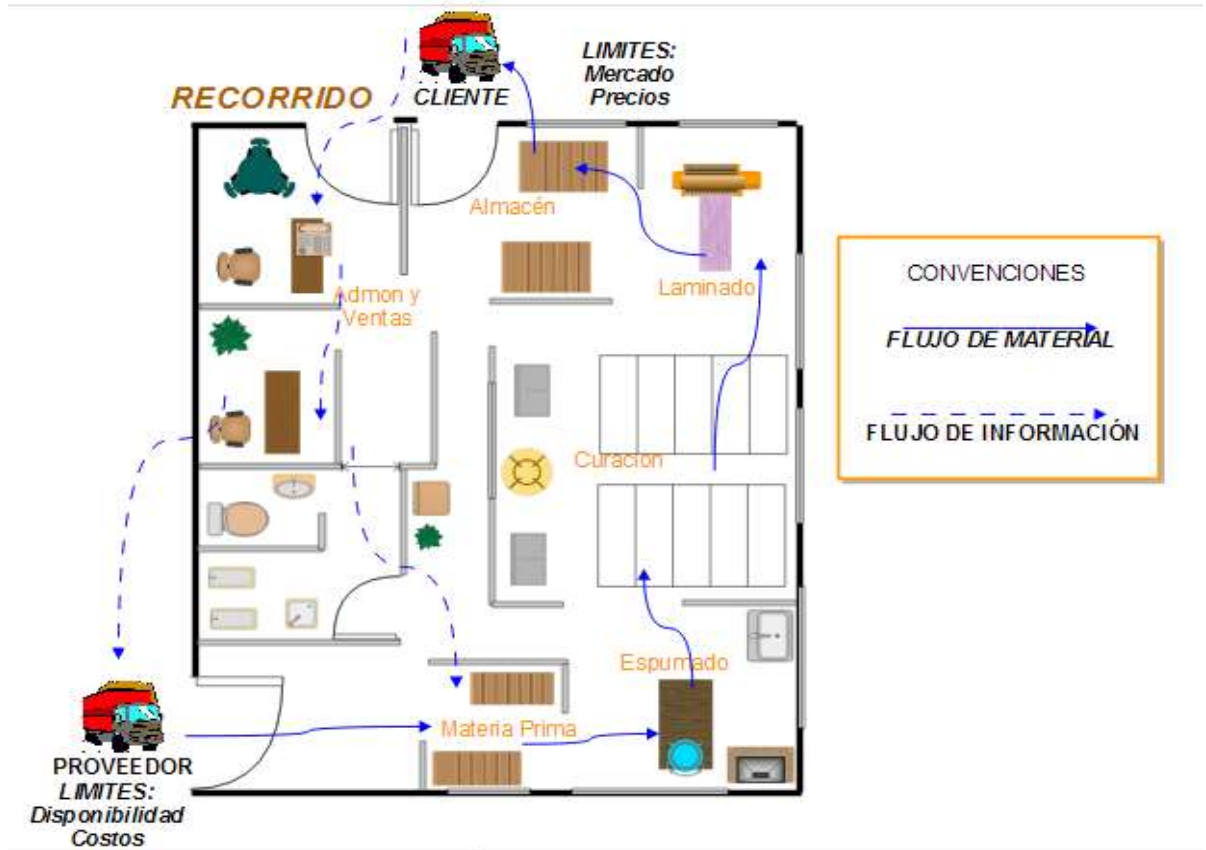 LIMITES:
Mercado
Precios
RECORRIDO
CLIENTE
Almacén
Laminado
Admon y
Ventas
CONVENCIONES
FLUJO DE MATERIAL
FLUJO DE INFORMACIÓN
Curación
Espumado
Materia Prima
PROVEEDOR
LIMITES:
Disponibilidad
Costos